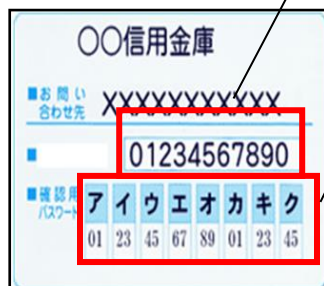 〇〇信用金庫
■お問い合わせ先 XXXXXXXXXXX
■ 01234567890
■確認用パスワード
ア イ ウ エ オ カ キ ク
01 23 45 67 89 01 23 45